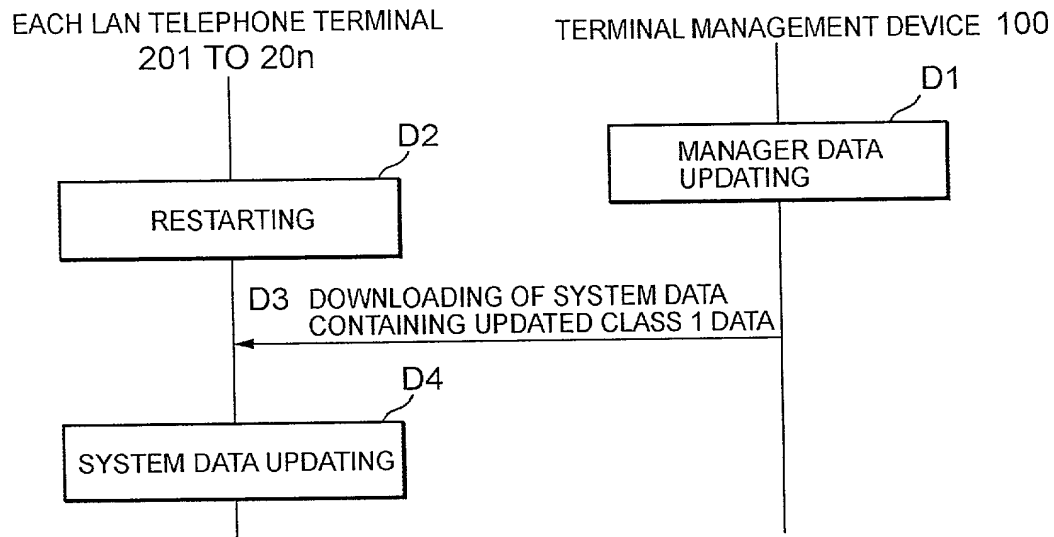 EACH LAN TELEPHONE TERMINAL
201 TO 20n
TERMINAL MANAGEMENT DEVICE 100
D1
MANAGER DATA
UPDATING
D2
RESTARTING
D3 DOWNLOADING OF SYSTEM DATA
CONTAINING UPDATED CLASS 1 DATA
D4
SYSTEM DATA UPDATING